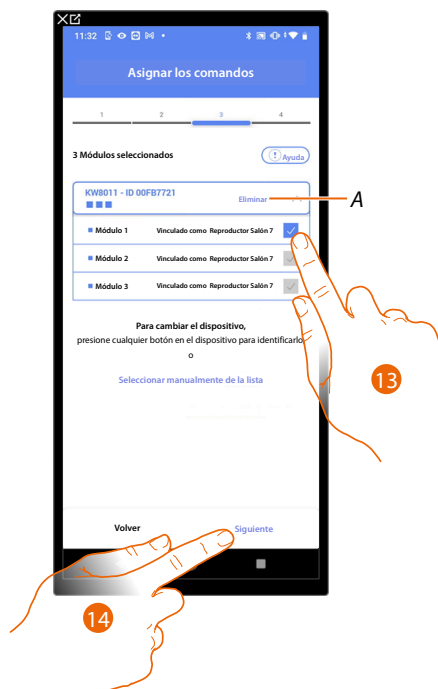 11:32
Asignar los comandos
1 2 3 4
3 Módulos seleccionados
Ayuda
KW8011 - ID 00FB7721
Eliminar
A
Módulo 1 Vinculado como Reproductor Salón 7
Módulo 2 Vinculado como Reproductor Salón 7
Módulo 3 Vinculado como Reproductor Salón 7
Para cambiar el dispositivo,
presione cualquier botón en el dispositivo para identificarlo
o
Seleccionar manualmente de la lista
13
Volver Siguiente
14